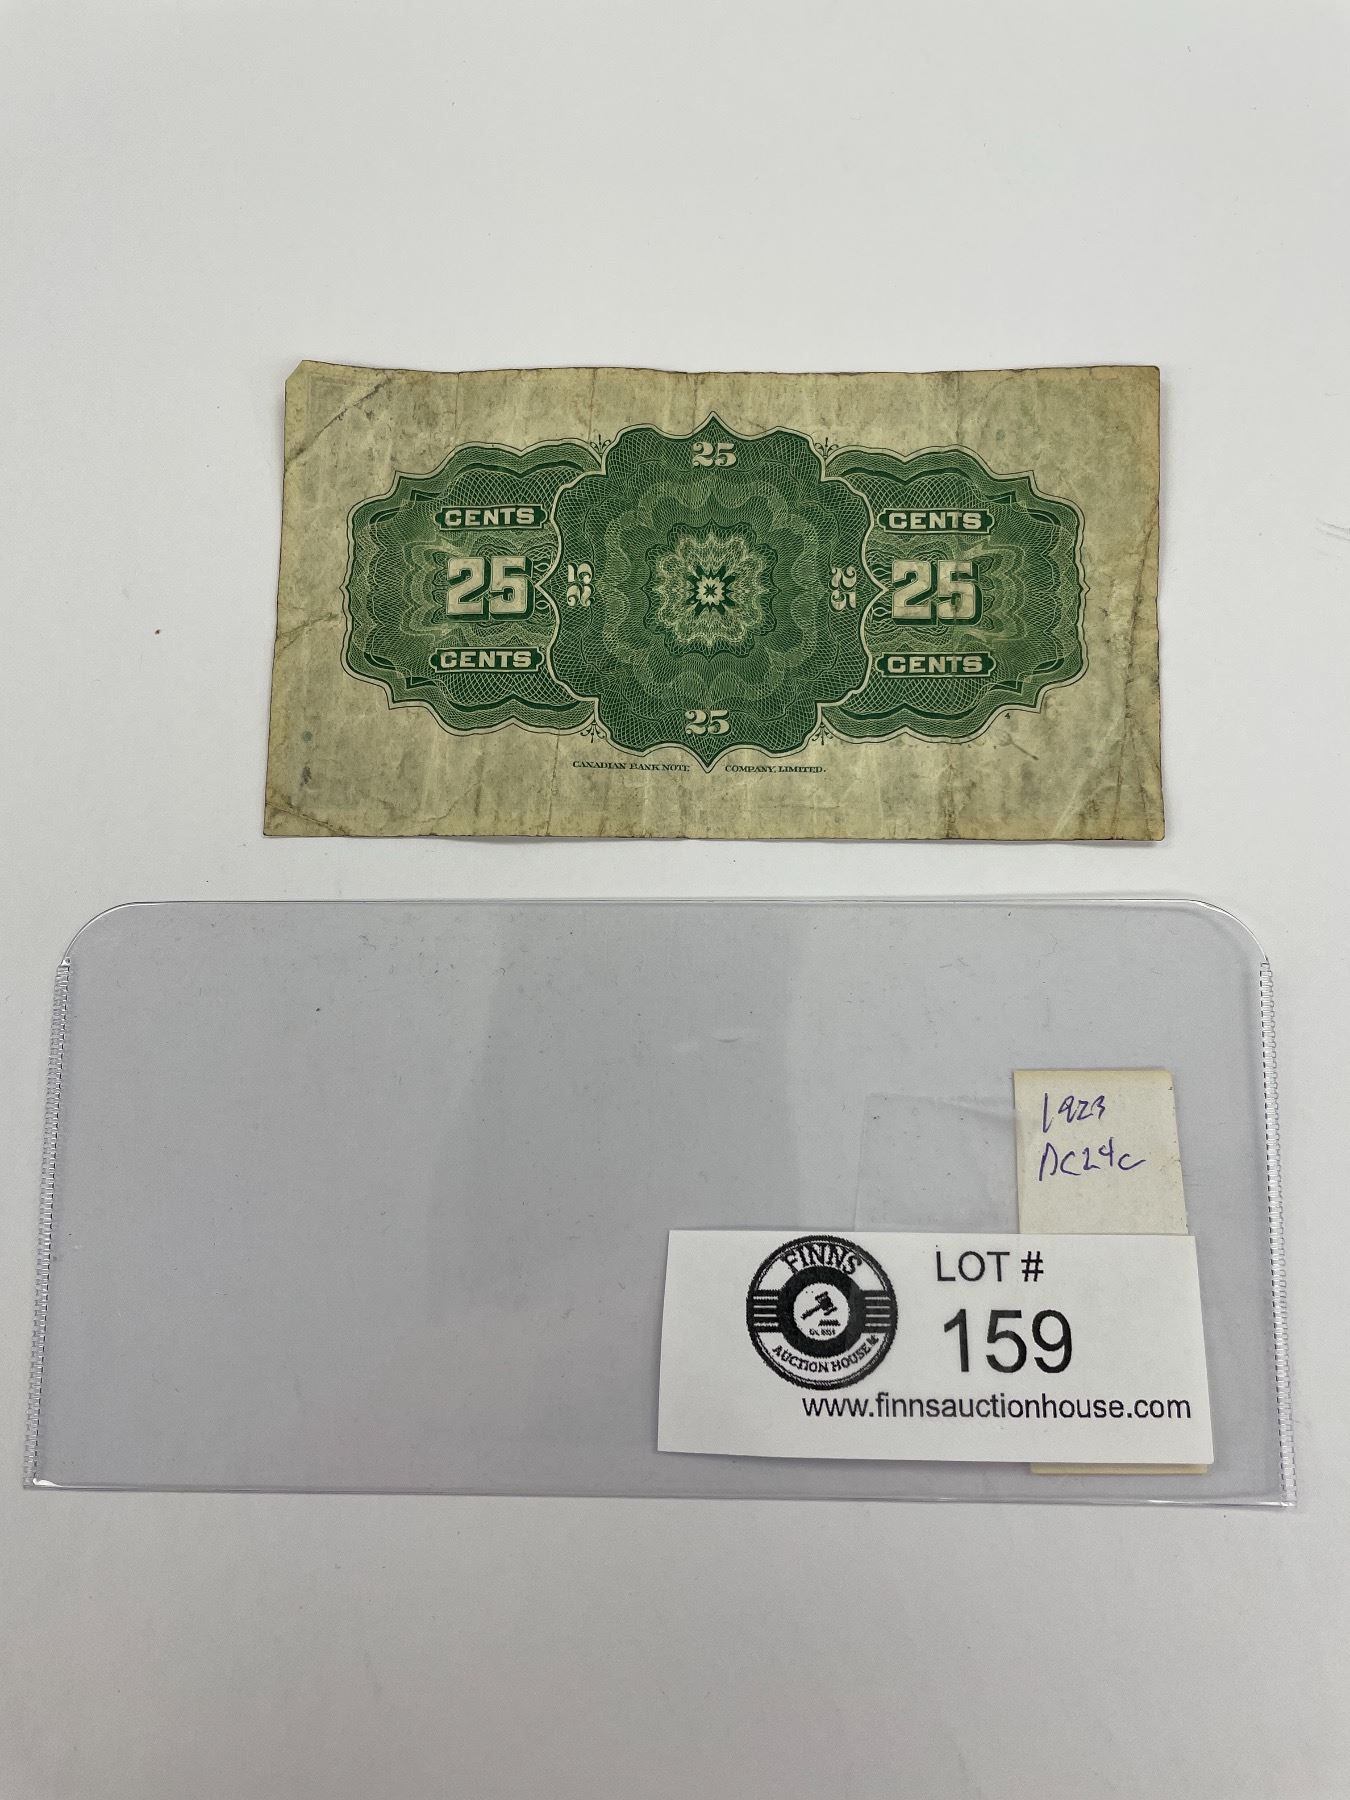 25
CENTS CENTS
25 25 25 25
CENTS CENTS
25
CANADIAN BANK NOTE COMPANY, LIMITED.
1923
DC24c
FINNS
AUCTION HOUSE
LOT #
159
www.finnsauctionhouse.com